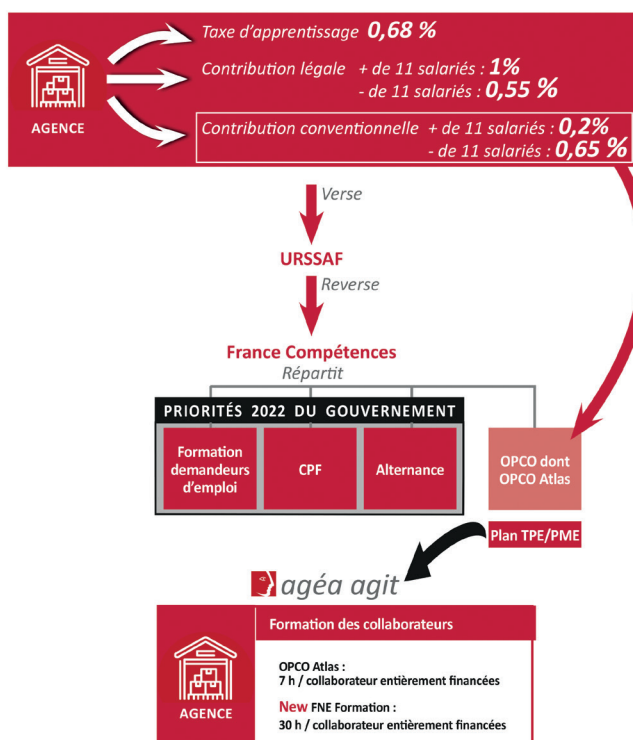 Taxe d'apprentissage 0,68 %
Contribution légale + de 11 salariés : 1%
- de 11 salariés : 0,55 %
AGENCE
Contribution conventionnelle + de 11 salariés : 0,2%
- de 11 salariés : 0,65 %
Verse
URSSAF
Reverse
France Compétences
Répartit
PRIORITÉS 2022 DU GOUVERNEMENT
Formation
demandeurs
d'emploi
CPF
Alternance
OPCO dont
OPCO Atlas
Plan TPE/PME
agéa agit
Formation des collaborateurs
OPCO Atlas :
7 h / collaborateur entièrement financées
AGENCE
New FNE Formation :
30 h / collaborateur entièrement financées